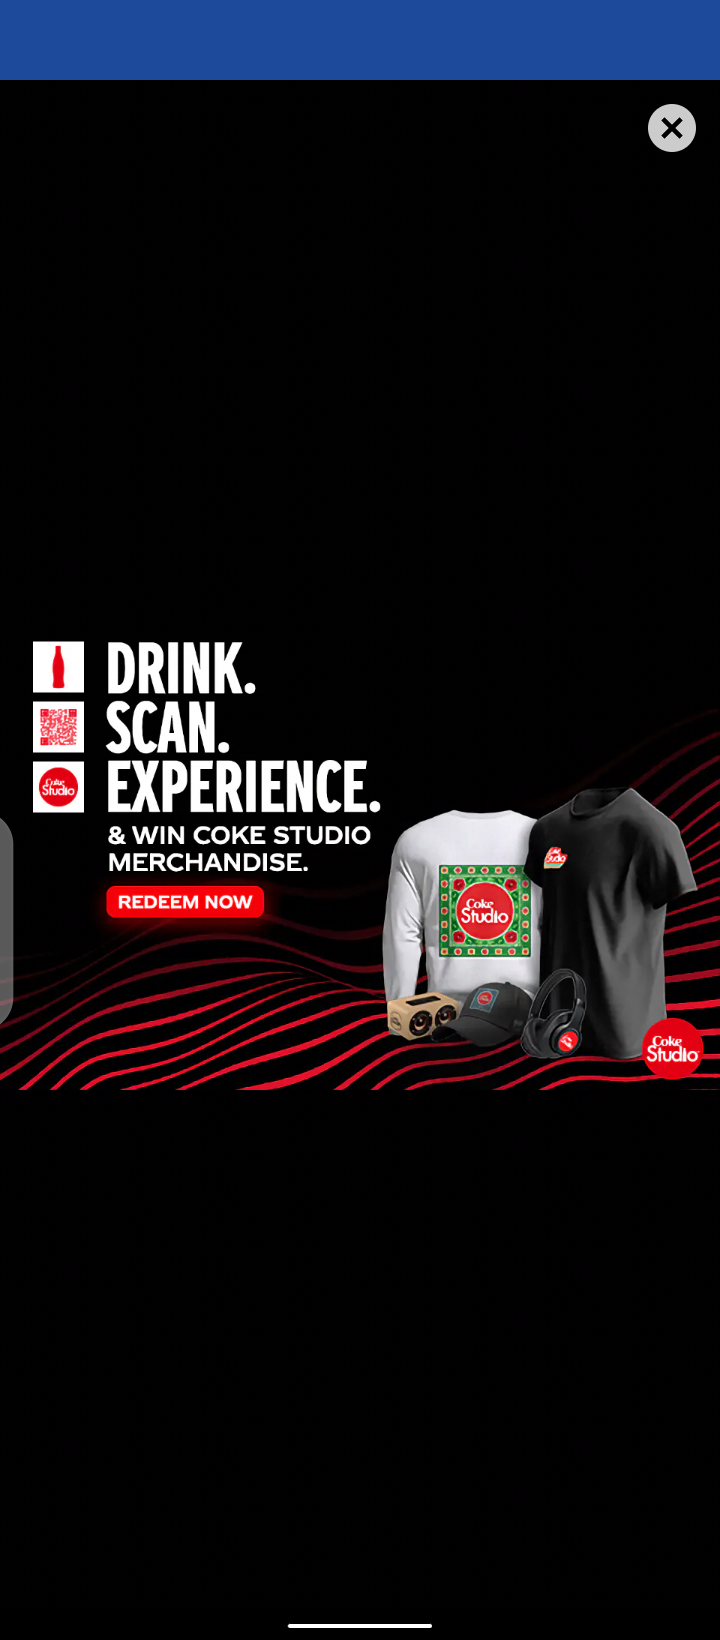 DRINK.
SCAN.
Coke
Studio
EXPERIENCE.
& WIN COKE STUDIO
MERCHANDISE.
REDEEM NOW
Coke
Studio
Coke
Studio